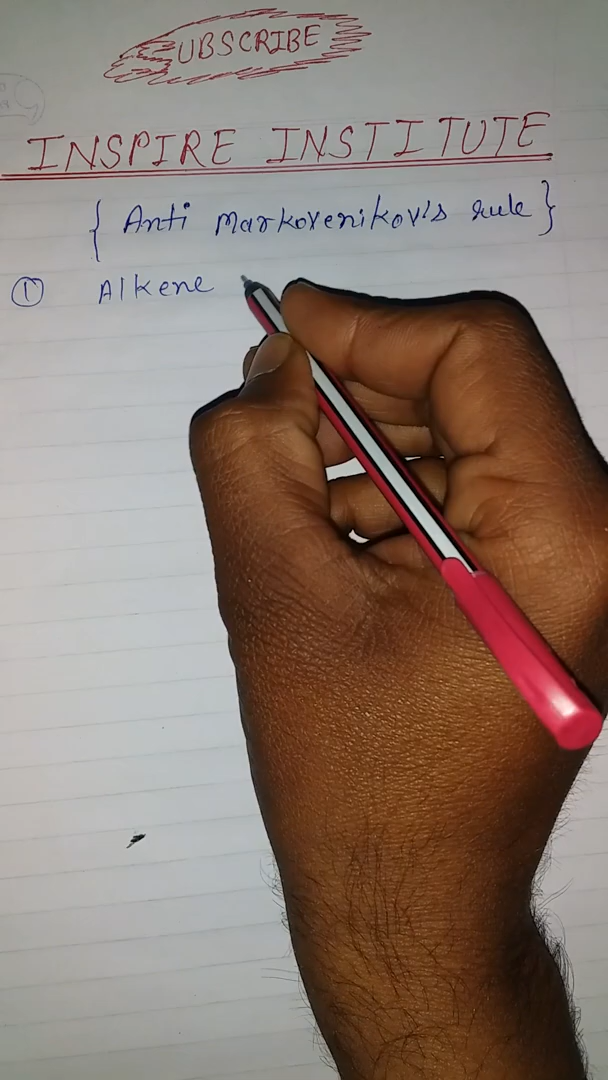 SUBSCRIBE
INSPIRE INSTITUTE
{ Anti Markovenikov's rule }
① Alkene